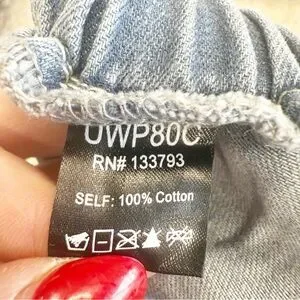 UWP80C
RN# 133793
SELF: 100% Cotton